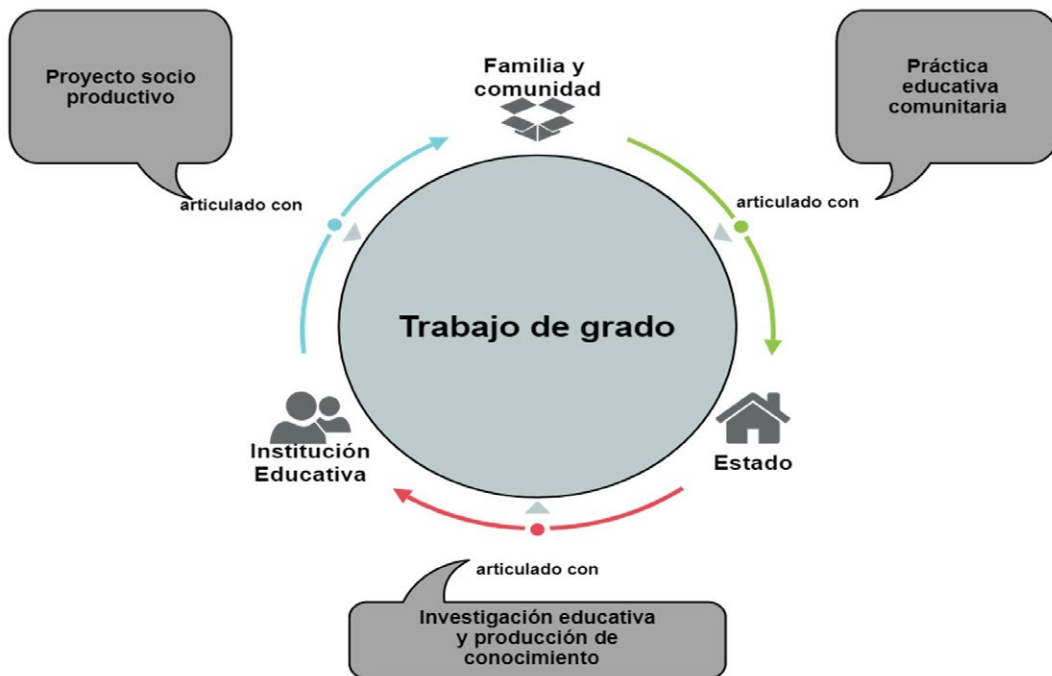 Proyecto socio
productivo
Familia y
comunidad
Práctica
educativa
comunitaria
articulado con
articulado con
Trabajo de grado
Institución
Educativa
Estado
articulado con
Investigación educativa
y producción de
conocimiento